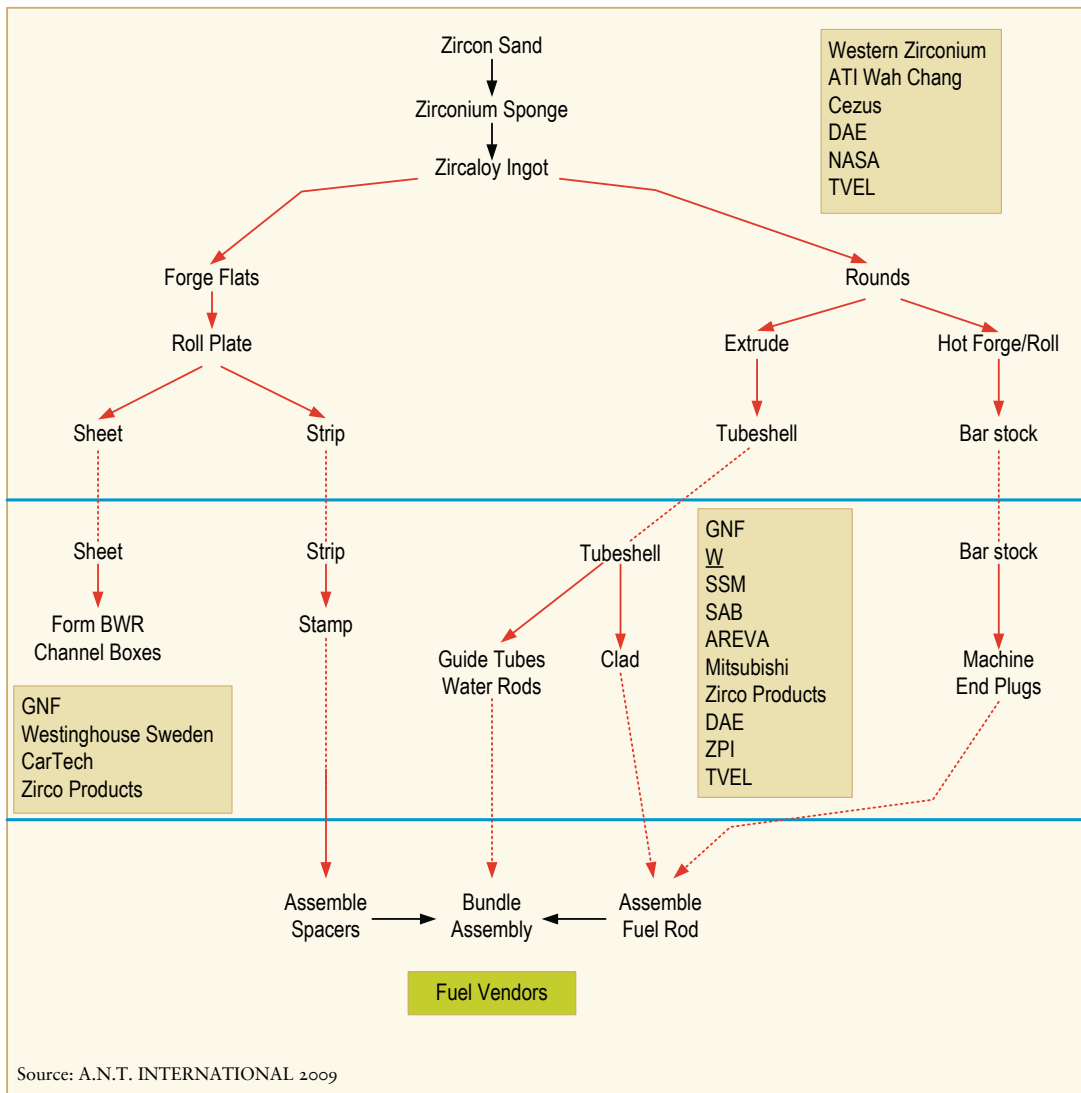 Zircon Sand
Zirconium Sponge
Zircaloy Ingot
Western Zirconium
ATI Wah Chang
Cezus
DAE
NASA
TVEL
Forge Flats
Rounds
Roll Plate
Extrude
Hot Forge/Roll
Sheet
Strip
Tubeshell
Bar stock
Sheet
Strip
Tubeshell
Bar stock
Form BWR
Channel Boxes
Stamp
Guide Tubes
Water Rods
Clad
Machine
End Plugs
GNF
W
SSM
SAB
AREVA
Mitsubishi
Zirco Products
DAE
ZPI
TVEL
GNF
Westinghouse Sweden
CarTech
Zirco Products
Assemble
Spacers
Bundle
Assembly
Assemble
Fuel Rod
Fuel Vendors
Source: A.N.T. INTERNATIONAL 2009